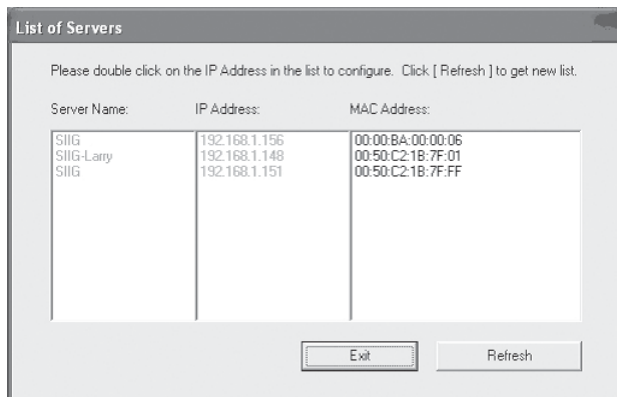 List of Servers
Please double click on the IP Address in the list to configure. Click [ Refresh ] to get new list.
Server Name: IP Address: MAC Address:
SIIG 192.168.1.156 00:00:BA:00:00:06
SIIG-Larry 192.168.1.148 00:50:C2:1B:7F:01
SIIG 192.168.1.151 00:50:C2:1B:7F:FF
Exit Refresh